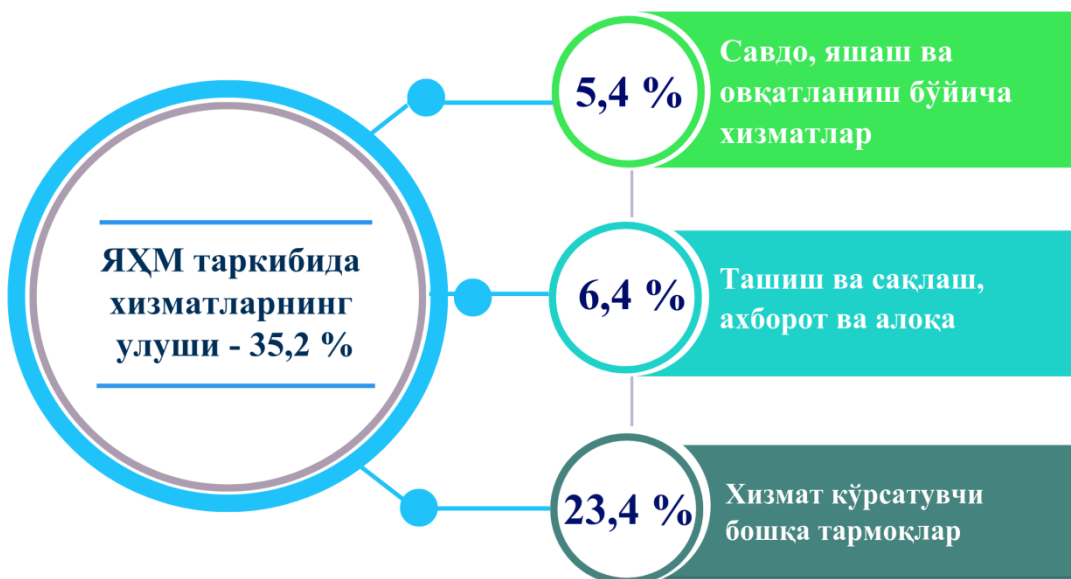 ЯҲМ таркибида
хизматларнинг
улуши - 35,2 %
5,4 %
Савдо, яшаш ва
овқатланиш бўйича
хизматлар
6,4 %
Ташиш ва сақлаш,
ахборот ва алоқа
23,4 %
Хизмат кўрсатувчи
бошқа тармоқлар